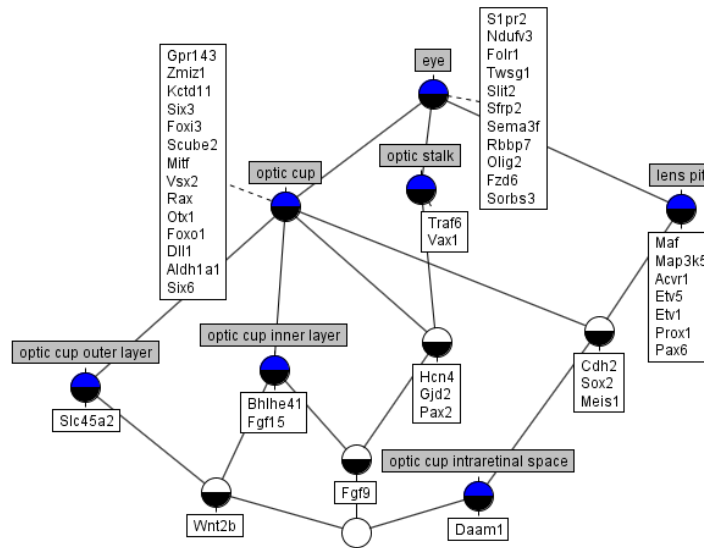 Gpr143
Zmiz1
Kctd11
Six3
Foxi3
Scube2
Mitf
Vsx2
Rax
Otx1
Foxo1
Dll1
Aldh1a1
Six6
eye
S1pr2
Ndufv3
Folr1
Twsg1
Slit2
Sfrp2
Sema3f
Rbbp7
Olig2
Fzd6
Sorbs3
optic cup
optic stalk
Traf6
Vax1
lens pit
Maf
Map3k5
Acvr1
Etv5
Etv1
Prox1
Pax6
optic cup outer layer
Slc45a2
optic cup inner layer
Bhlhe41
Fgf15
Hcn4
Gjd2
Pax2
Cdh2
Sox2
Meis1
Wnt2b
Fgf9
optic cup intraretinal space
Daam1